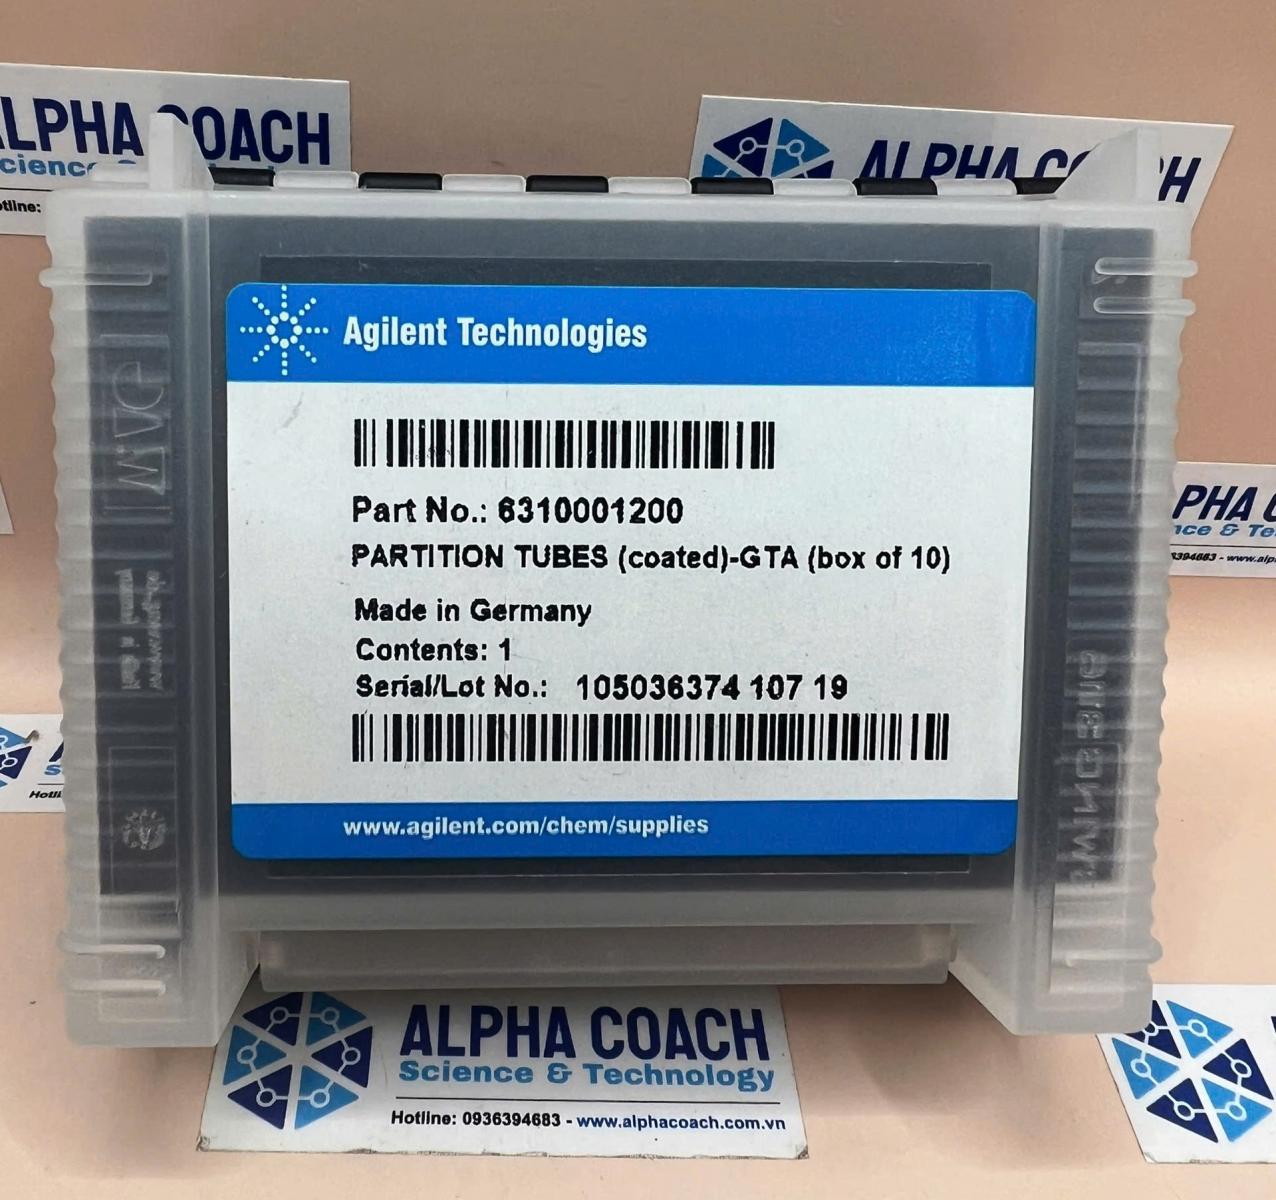 ALPHA COACH
ALPHA
Hotline:
Agilent Technologies
Part No.: 6310001200
PARTITION TUBES (coated)-GTA (box of 10)
Made in Germany
Contents: 1
Serial/Lot No.: 105036374 107 19
www.agilent.com/chem/supplies
ALPHA COACH
Science & Technology
Hotline: 0936394683 - www.alphacoach.com.vn